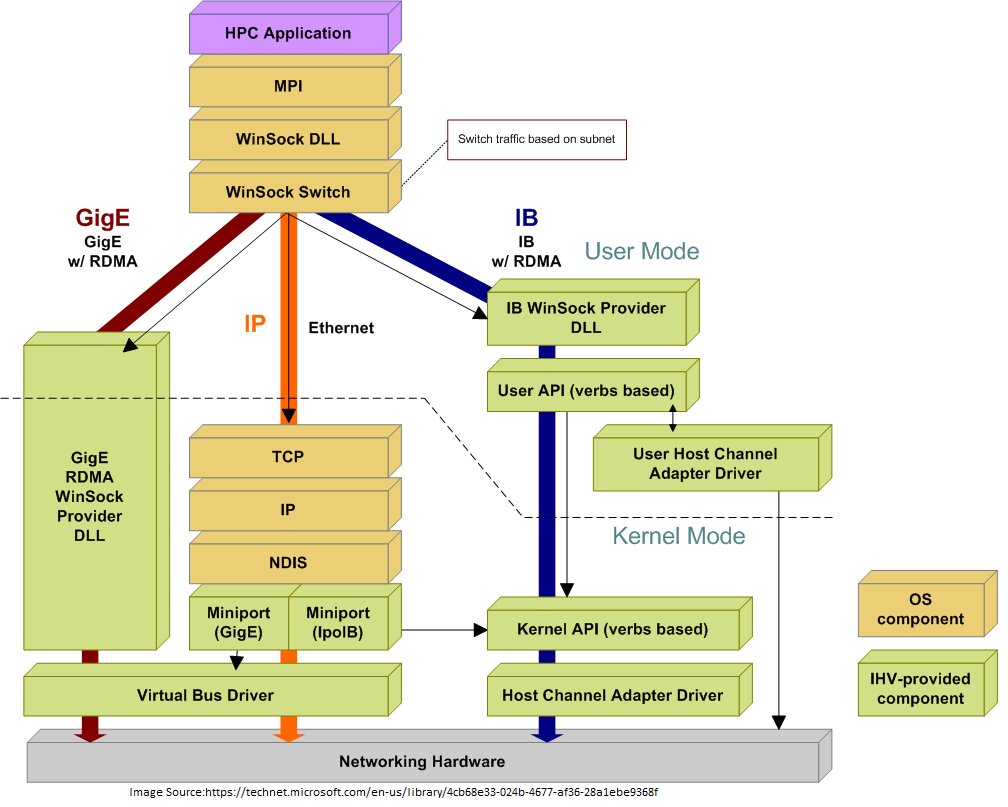 HPC Application
MPI
WinSock DLL
Switch traffic based on subnet
WinSock Switch
GigE
GigE
w/ RDMA
IB
IB
w/ RDMA
User Mode
IB WinSock Provider
DLL
IP
Ethernet
User API (verbs based)
GigE
RDMA
WinSock
Provider
DLL
TCP
User Host Channel
Adapter Driver
IP
Kernel Mode
NDIS
Miniport
(GigE)
Miniport
(IpoIB)
Kernel API (verbs based)
OS
component
Virtual Bus Driver
Host Channel Adapter Driver
IHV-provided
component
Networking Hardware
Image Source:https://technet.microsoft.com/en-us/library/4cb68e33-024b-4677-af36-28a1ebe9368f